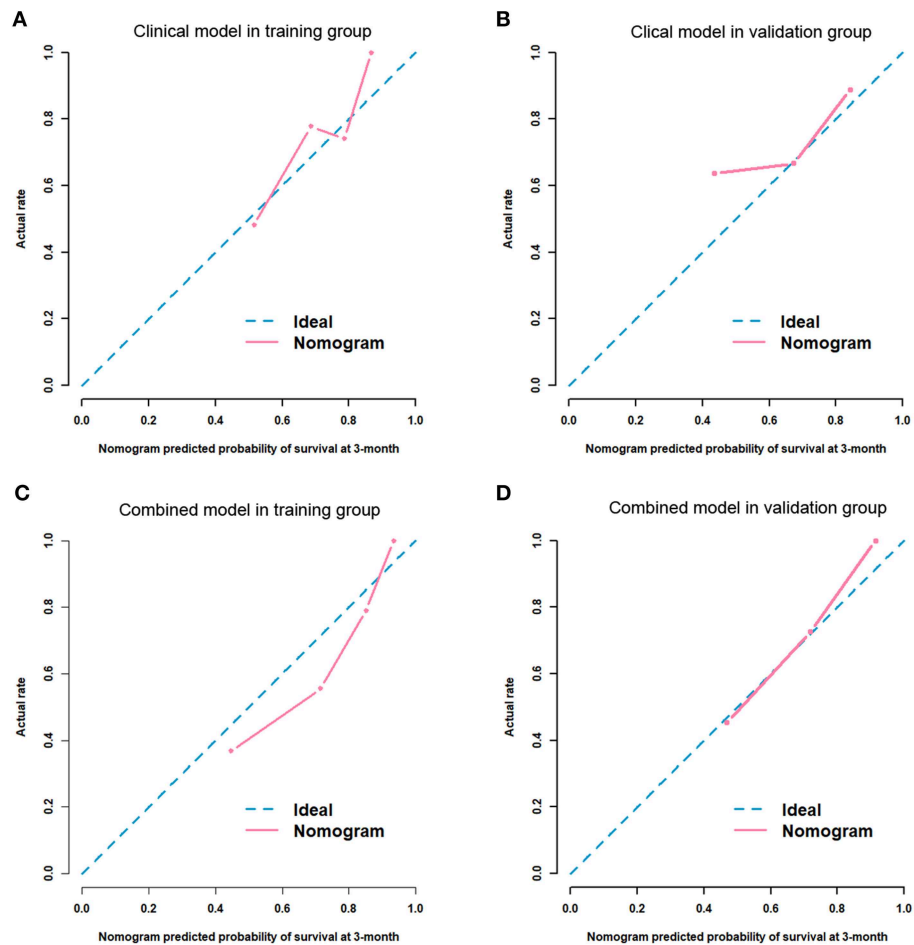 A
Clinical model in training group
1.0
0.8
0.6
0.4
0.2
0.0
Actual rate
Ideal
Nomogram
0.0 0.2 0.4 0.6 0.8 1.0
Nomogram predicted probability of survival at 3-month
B
Clical model in validation group
1.0
0.8
0.6
0.4
0.2
0.0
Actual rate
Ideal
Nomogram
0.0 0.2 0.4 0.6 0.8 1.0
Nomogram predicted probability of survival at 3-month
C
Combined model in training group
1.0
0.8
0.6
0.4
0.2
0.0
Actual rate
Ideal
Nomogram
0.0 0.2 0.4 0.6 0.8 1.0
Nomogram predicted probability of survival at 3-month
D
Combined model in validation group
1.0
0.8
0.6
0.4
0.2
0.0
Actual rate
Ideal
Nomogram
0.0 0.2 0.4 0.6 0.8 1.0
Nomogram predicted probability of survival at 3-month